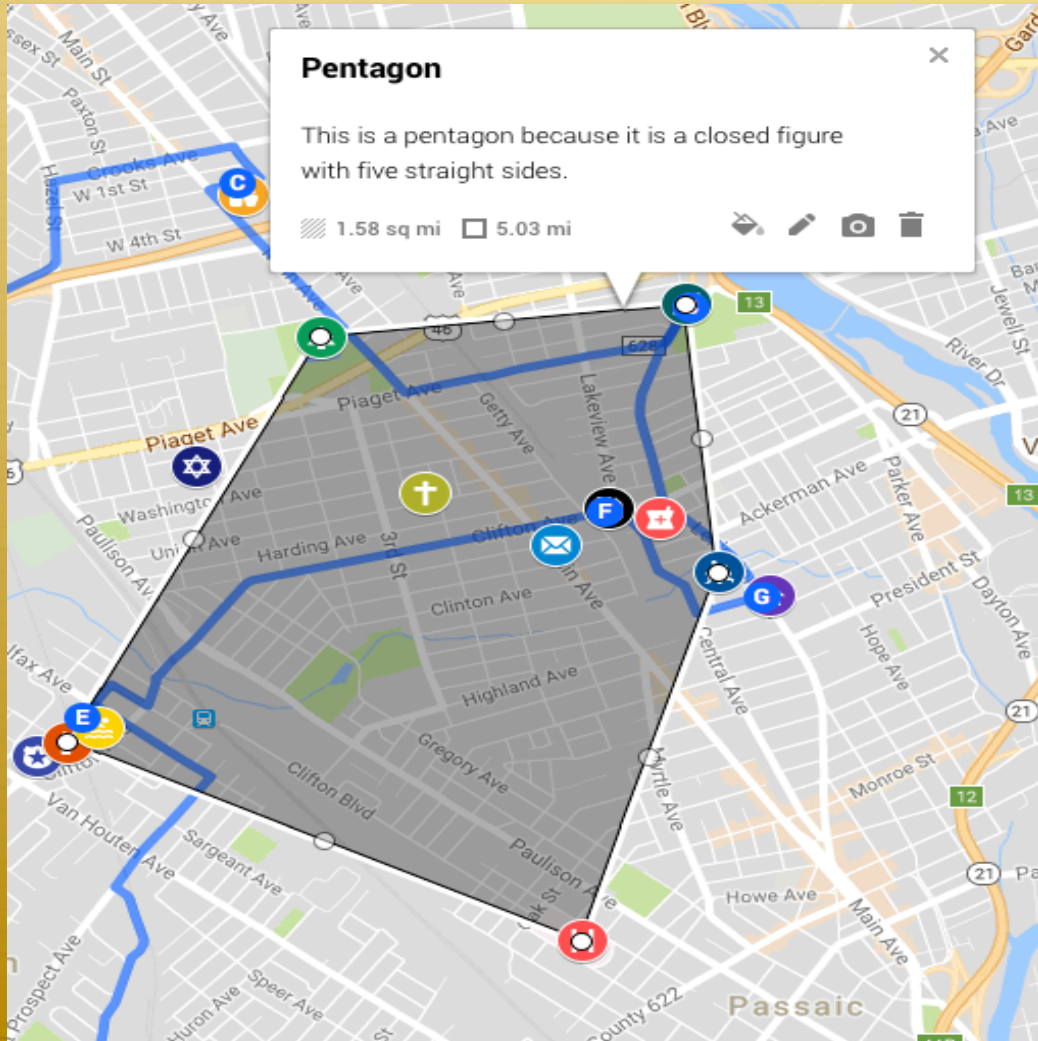 Pentagon
This is a pentagon because it is a closed figure
with five straight sides.
1.58 sq mi
5.03 mi
Main St
Paxton St
Hazel St
Crooks Ave
W 1st St
W 4th St
C
46
13
628
Jewell St
River Dr
21
Piaget Ave
Piaget Ave
Getty Ave
Lakeview Ave
Ackerman Ave
Parker Ave
13
Washington Ave
Paulison Ave
Harding Ave
3rd St
Clifton Ave
F
Clinton Ave
G
President St
Dayton Ave
Hope Ave
Central Ave
Highland Ave
E
21
Gregory Ave
Clifton Blvd
Myrtle Ave
Monroe St
12
Van Houten Ave
Sargeant Ave
Paulison Ave
Oak St
Howe Ave
21
Main Ave
Prospect Ave
Speer Ave
Huron Ave
County 622
Passaic